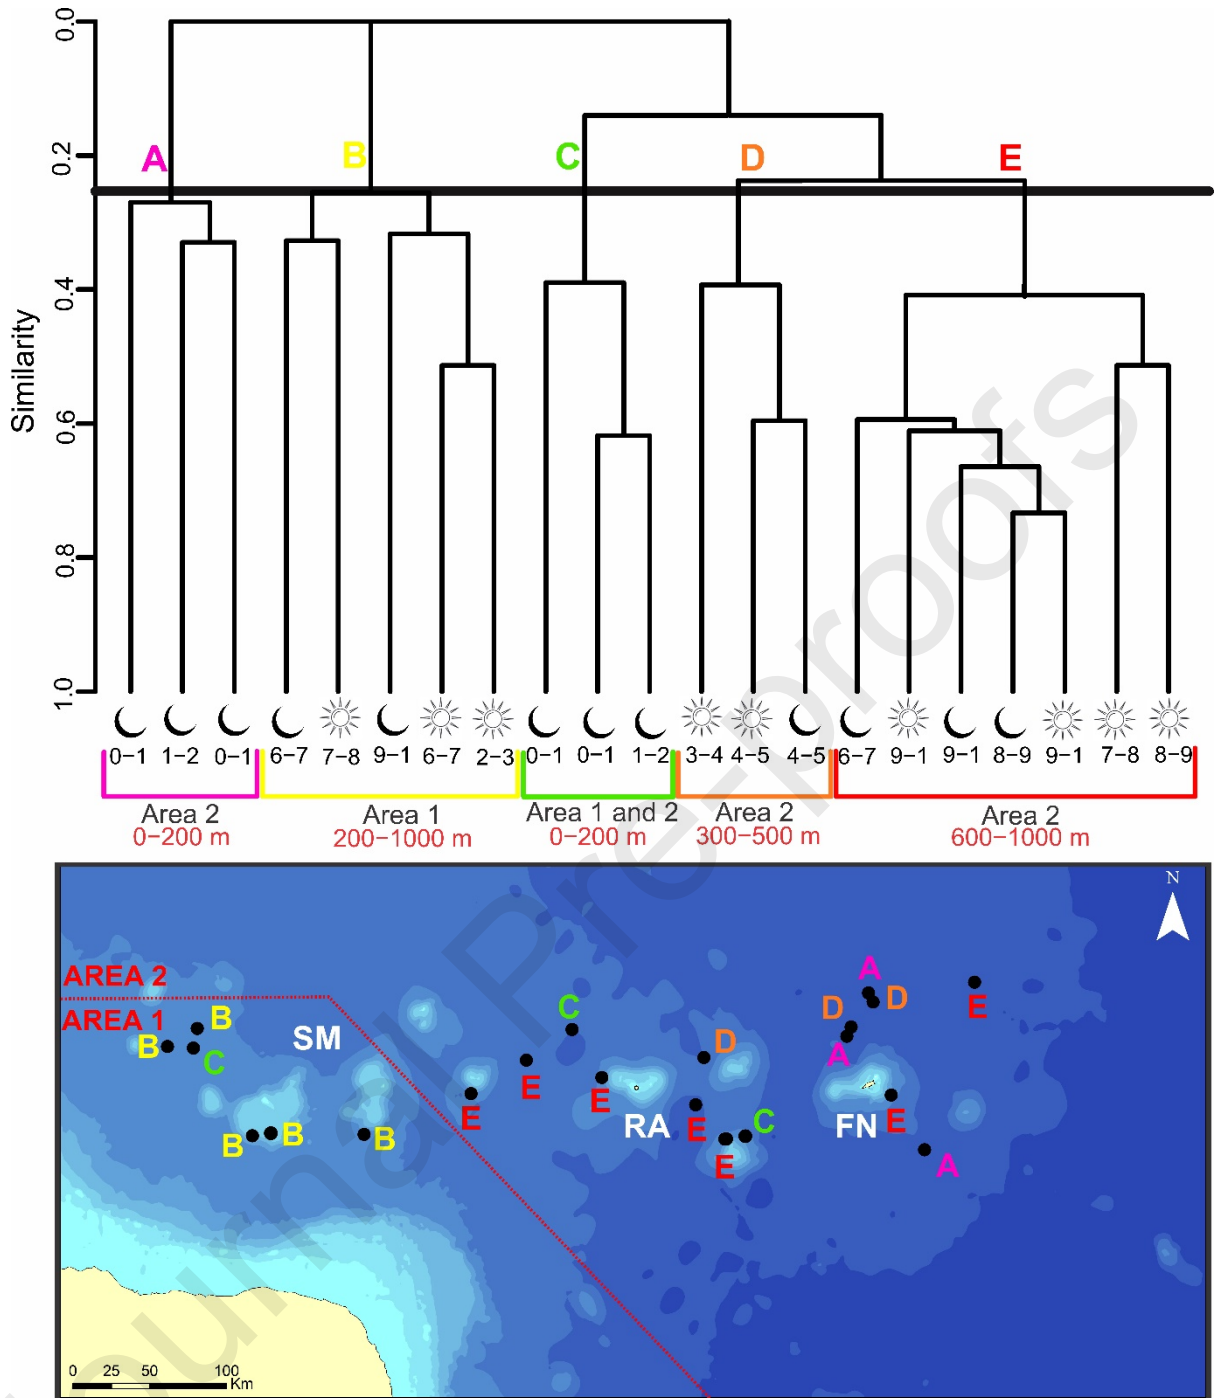 0.0
0.2
0.4
0.6
0.8
1.0
Similarity
A B C D E
0−1 1−2 0−1 6−7 7−8 9−1 6−7 2−3 0−1 0−1 1−2 3−4 4−5 4−5 6−7 9−1 9−1 8−9 9−1 7−8 8−9
Area 2 Area 1 Area 1 and 2 Area 2 Area 2
0−200 m 200−1000 m 0−200 m 300−500 m 600−1000 m
N
AREA 2
A
E
D D
AREA 1
B
C
SM
B C
D
A
E
E
E
RA
E
C
FN
E
B B B
E
A
0 25 50 100
Km
Journal Pre-proofs